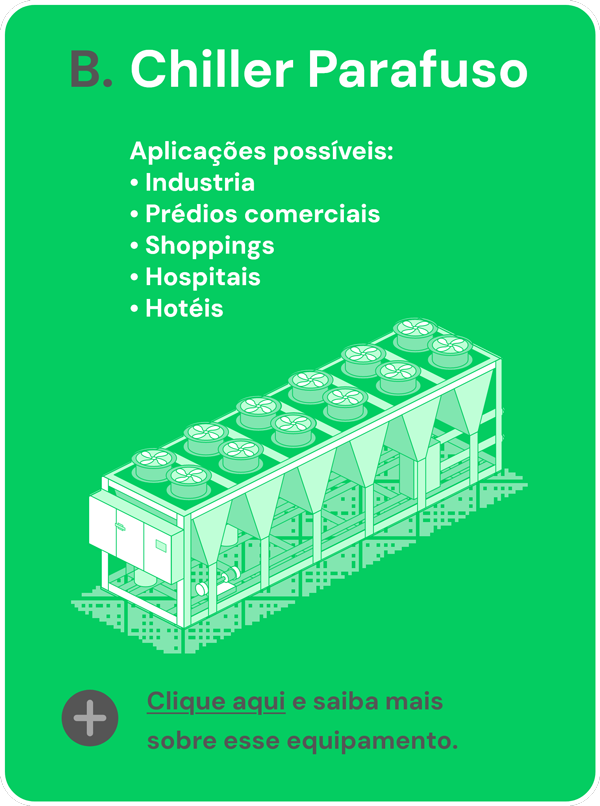 B. Chiller Parafuso
Aplicações possíveis:
• Industria
• Prédios comerciais
• Shoppings
• Hospitais
• Hotéis
Clique aqui e saiba mais
sobre esse equipamento.